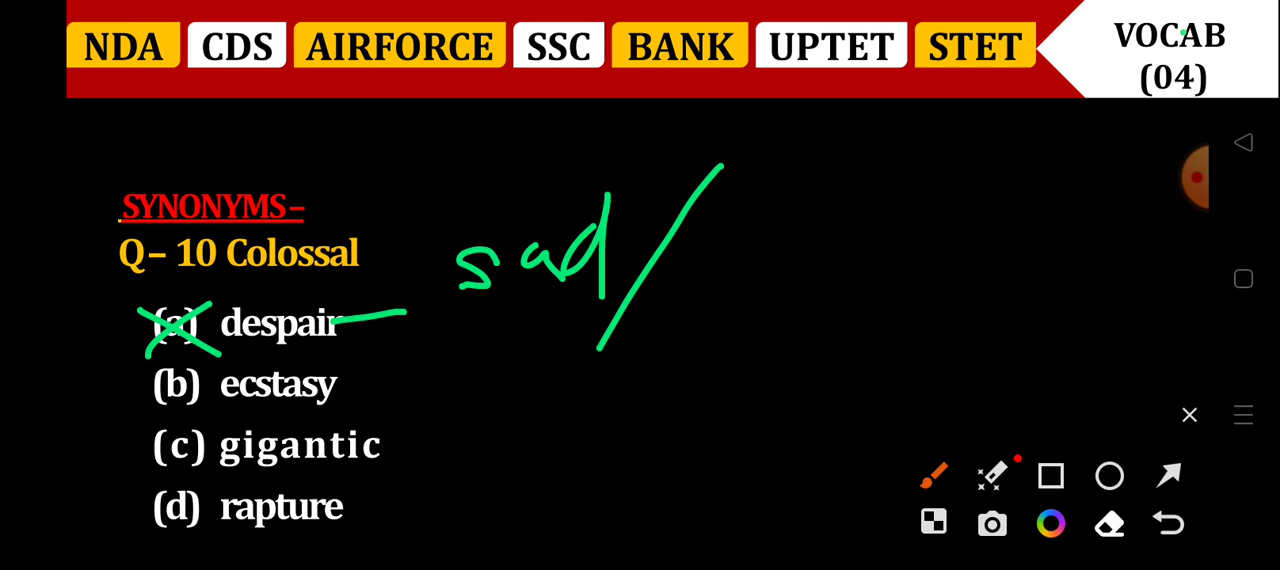 NDA CDS AIRFORCE SSC BANK UPTET STET VOCAB
(04)
SYNONYMS –
Q – 10 Colossal
sad/
(a) despair
(b) ecstasy
(c) gigantic
(d) rapture